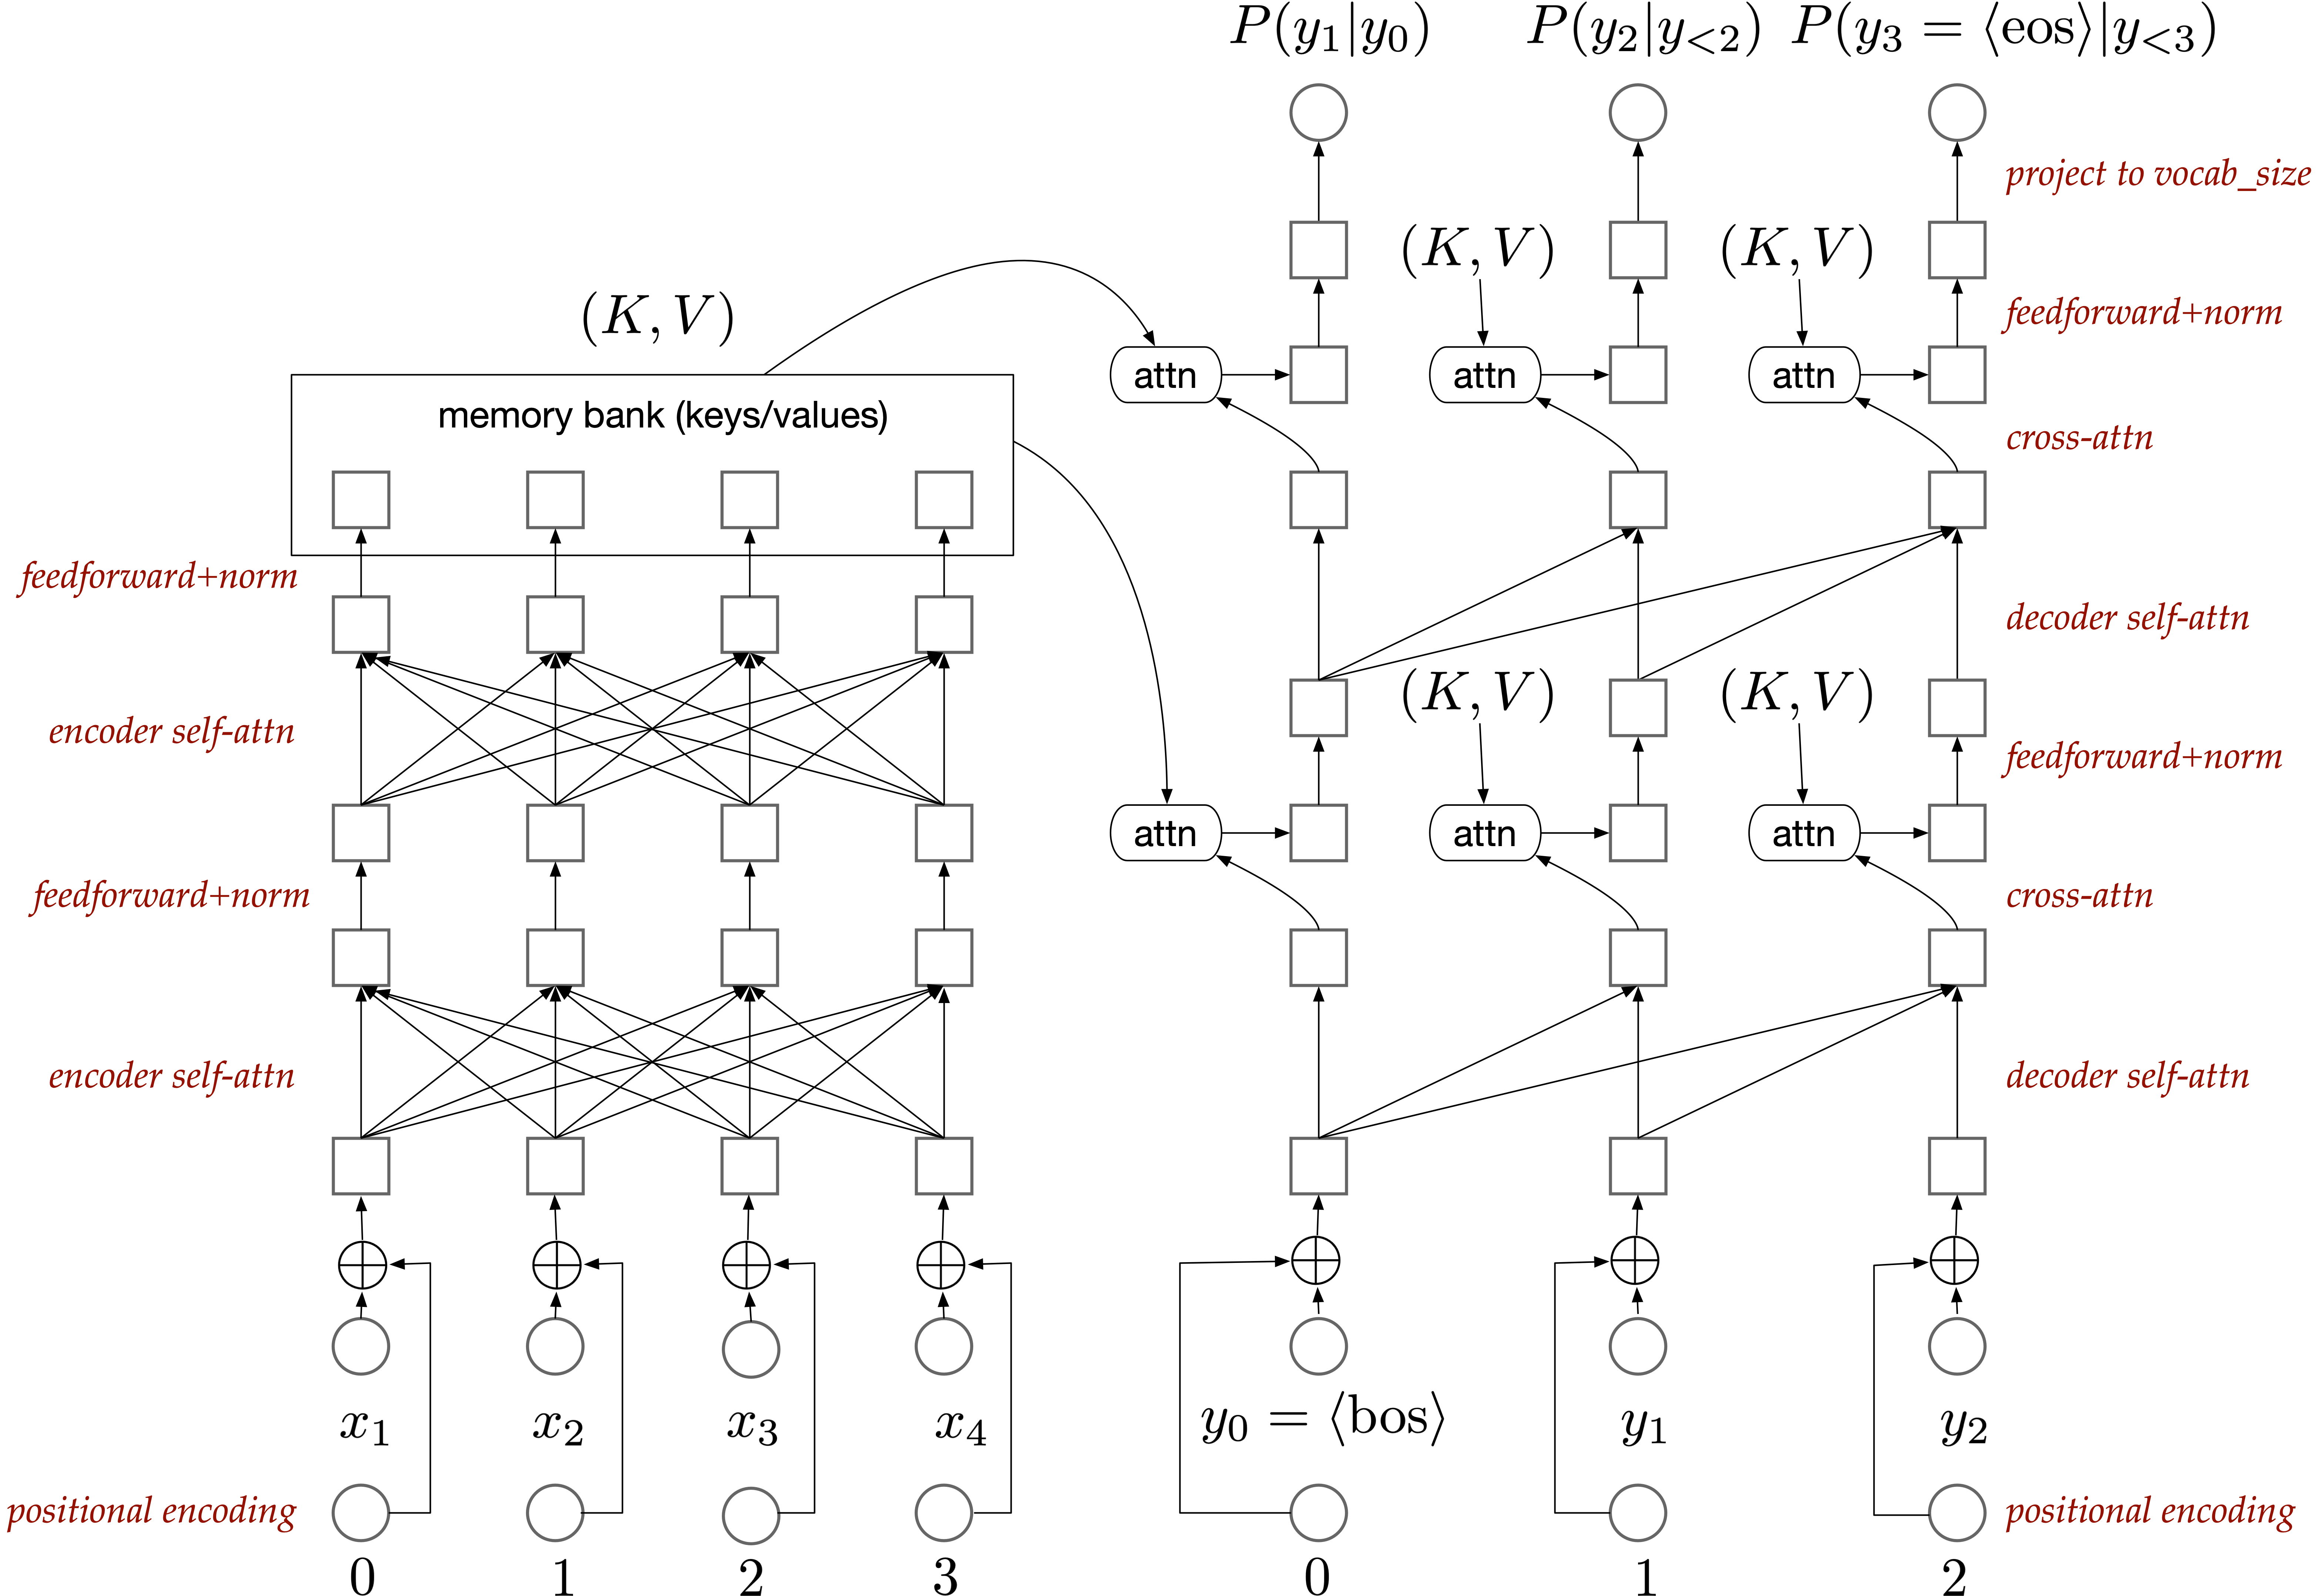 P(y₁|y₀) P(y₂|y<₂) P(y₃ = ⟨eos⟩|y<₃)
project to vocab_size
(K, V) (K, V)
feedforward+norm
(K, V)
attn attn attn
memory bank (keys/values)
cross-attn
feedforward+norm
decoder self-attn
(K, V) (K, V)
encoder self-attn
feedforward+norm
attn attn attn
feedforward+norm
cross-attn
encoder self-attn
decoder self-attn
x₁ x₂ x₃ x₄ y₀ = ⟨bos⟩ y₁ y₂
positional encoding
positional encoding
0 1 2 3 0 1 2